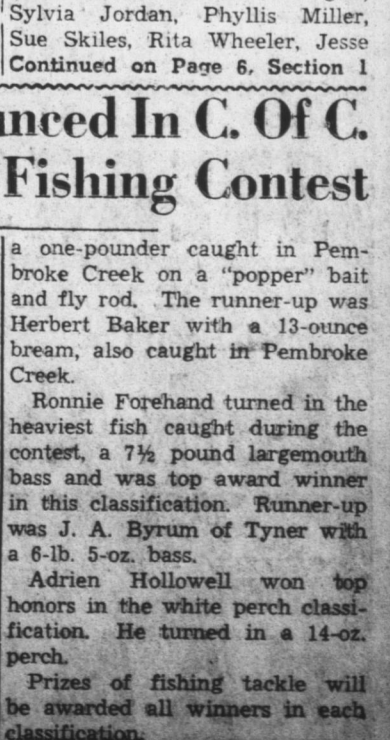 Sylvia Jordan, Phyllis Miller,
Sue Skiles, Rita Wheeler, Jesse
Continued on Page 6, Section 1
nced In C. Of C.
Fishing Contest
a one-pounder caught in Pem-
broke Creek on a "popper" bait
and fly rod. The runner-up was
Herbert Baker with a 13-ounce
bream, also caught in Pembroke
Creek.
Ronnie Forehand turned in the
heaviest fish caught during the
contest, a 7½ pound largemouth
bass and was top award winner
in this classification. Runner-up
was J. A. Byrum of Tyner with
a 6-lb. 5-oz. bass.
Adrien Hollowell won top
honors in the white perch classi-
fication. He turned in a 14-oz.
perch.
Prizes of fishing tackle will
be awarded all winners in each
classification.